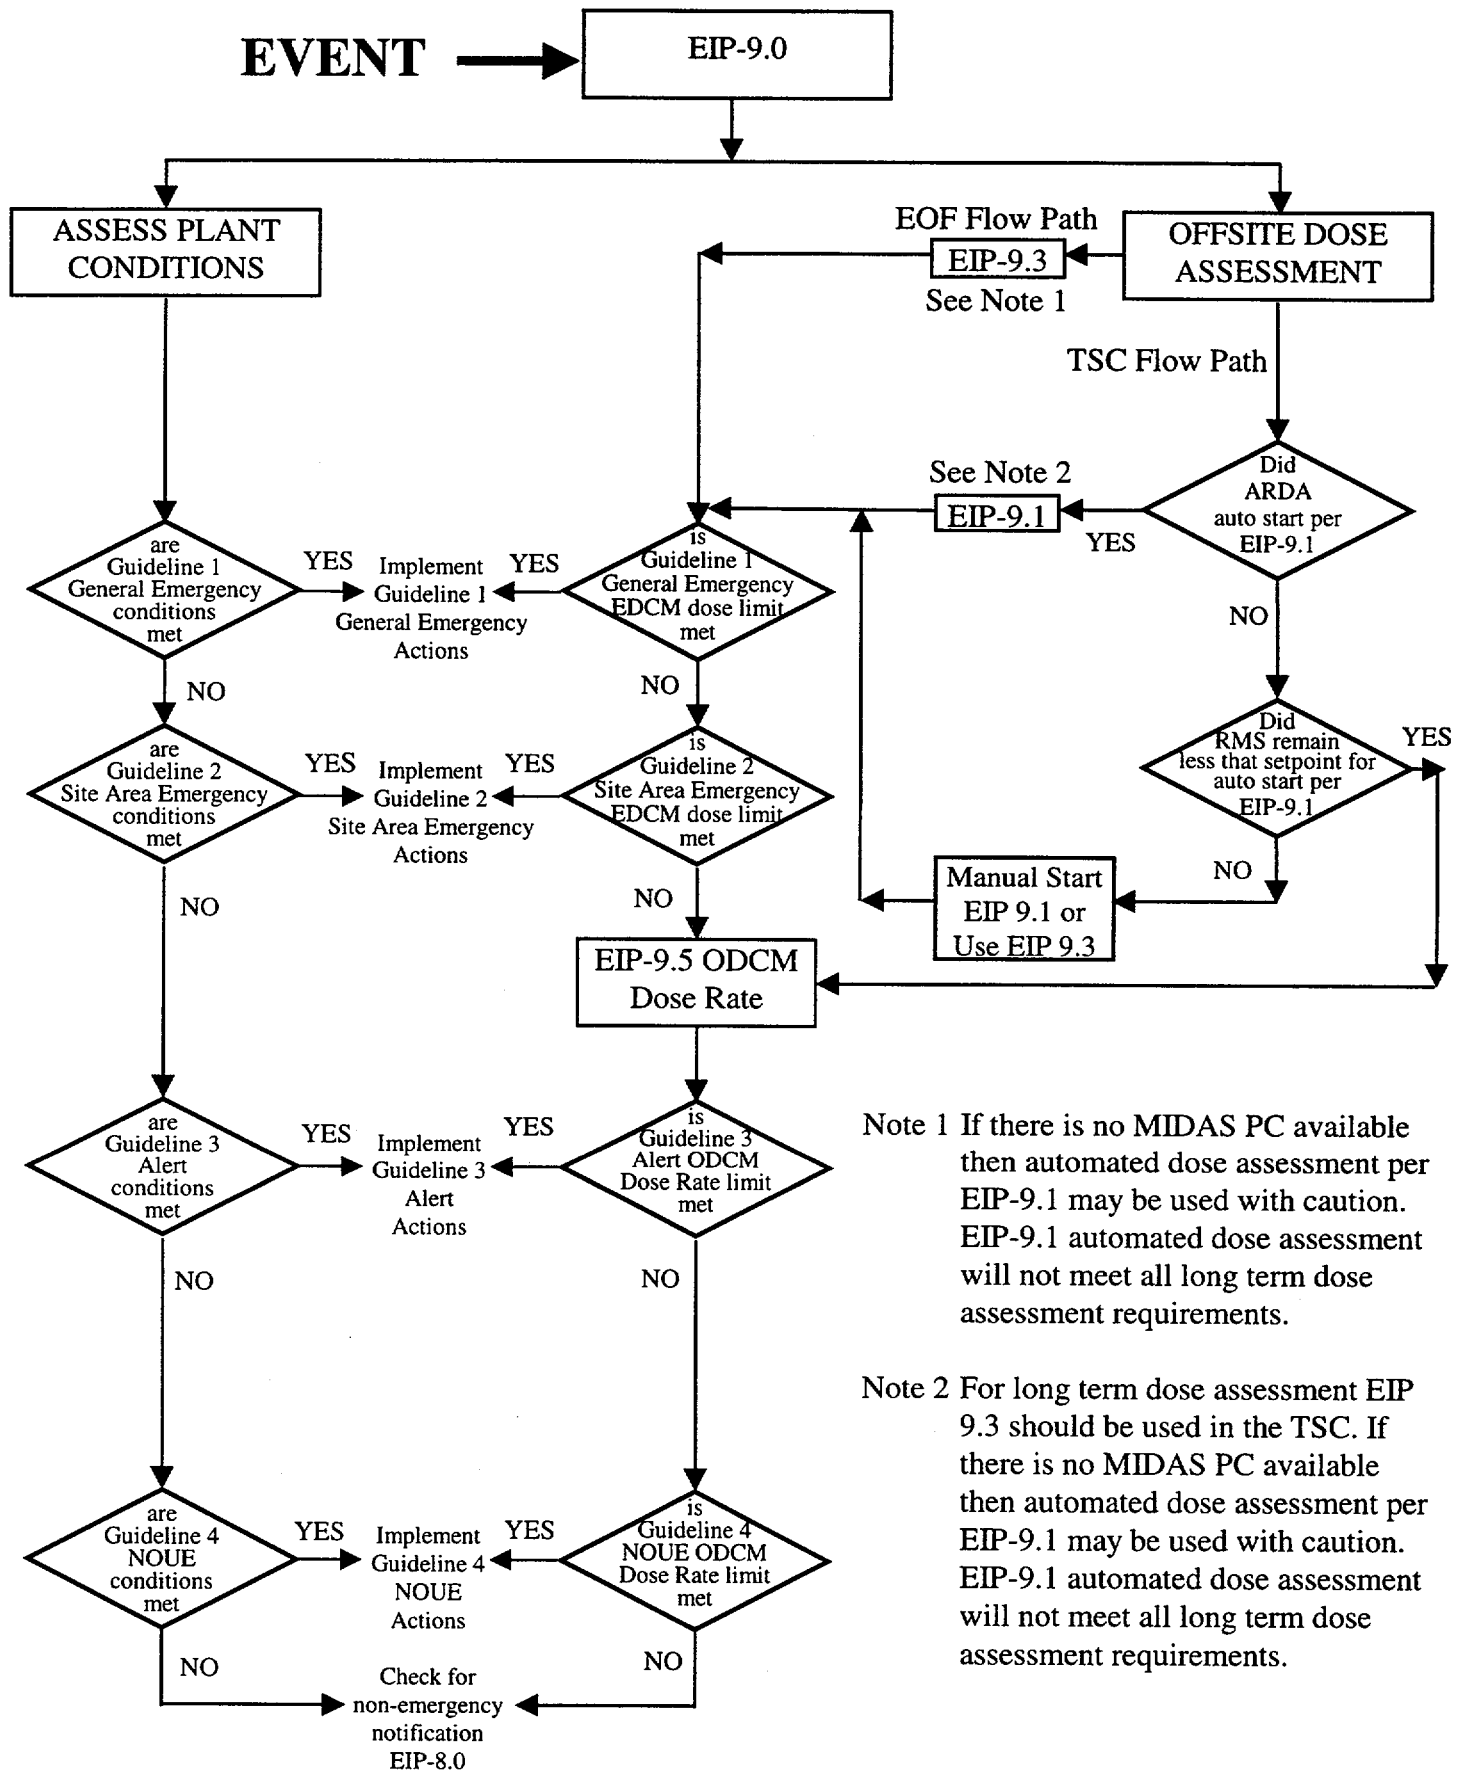 EVENT
EIP-9.0
ASSESS PLANT
CONDITIONS
EOF Flow Path
EIP-9.3
See Note 1
OFFSITE DOSE
ASSESSMENT
TSC Flow Path
Did
ARDA
auto start per
EIP-9.1
YES
See Note 2
EIP-9.1
NO
Did
RMS remain
less that setpoint for
auto start per
EIP-9.1
YES
NO
Manual Start
EIP 9.1 or
Use EIP 9.3
are
Guideline 1
General Emergency
conditions
met
YES
Implement
Guideline 1
General Emergency
Actions
YES
is
Guideline 1
General Emergency
EDCM dose limit
met
NO
NO
are
Guideline 2
Site Area Emergency
conditions
met
YES
Implement
Guideline 2
Site Area Emergency
Actions
YES
is
Guideline 2
Site Area Emergency
EDCM dose limit
met
NO
NO
EIP-9.5 ODCM
Dose Rate
are
Guideline 3
Alert
conditions
met
YES
Implement
Guideline 3
Alert
Actions
YES
is
Guideline 3
Alert ODCM
Dose Rate limit
met
NO
NO
are
Guideline 4
NOUE
conditions
met
YES
Implement
Guideline 4
NOUE
Actions
YES
is
Guideline 4
NOUE ODCM
Dose Rate limit
met
NO
NO
Check for
non-emergency
notification
EIP-8.0
Note 1 If there is no MIDAS PC available
then automated dose assessment per
EIP-9.1 may be used with caution.
EIP-9.1 automated dose assessment
will not meet all long term dose
assessment requirements.
Note 2 For long term dose assessment EIP
9.3 should be used in the TSC. If
there is no MIDAS PC available
then automated dose assessment per
EIP-9.1 may be used with caution.
EIP-9.1 automated dose assessment
will not meet all long term dose
assessment requirements.